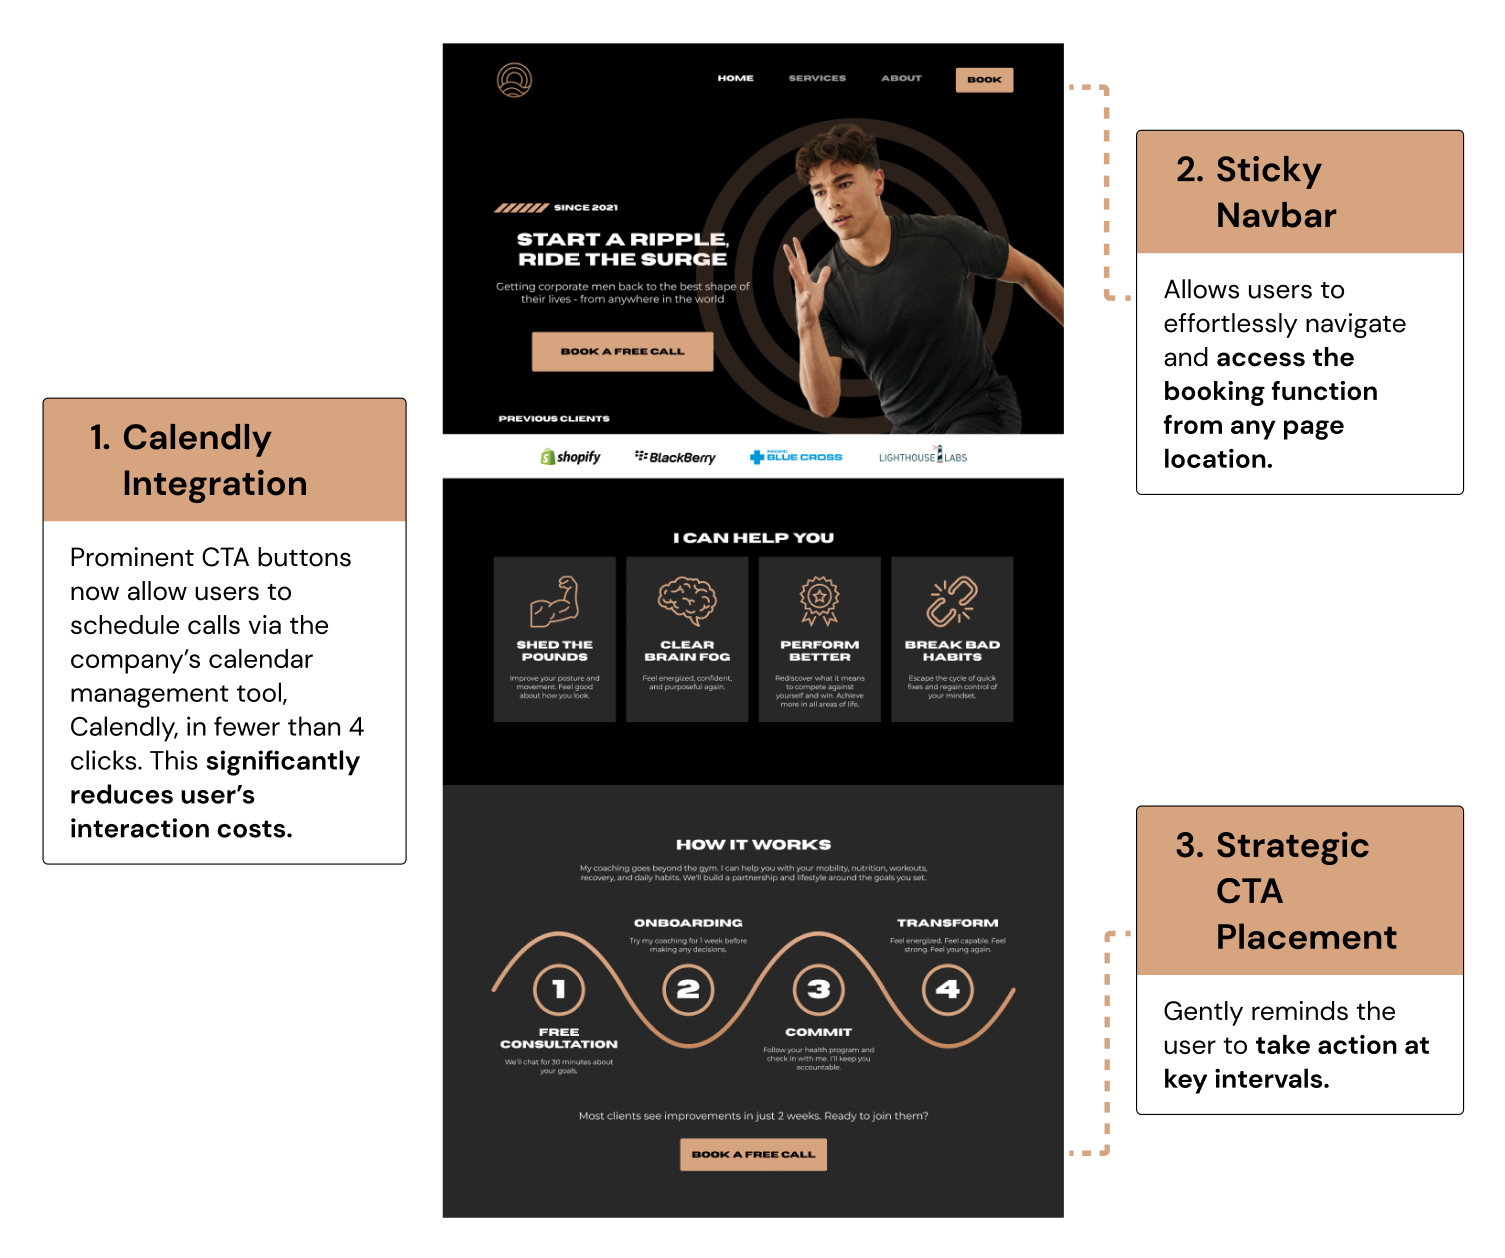 HOME
SERVICES
ABOUT
BOOK
SINCE 2021
START A RIPPLE,
RIDE THE SURGE
Getting corporate men back to the best shape of
their lives - from anywhere in the world
BOOK A FREE CALL
PREVIOUS CLIENTS
shopify
BlackBerry
PACIFIC
BLUE CROSS
LIGHTHOUSE LABS
I CAN HELP YOU
SHED THE
POUNDS
Improve your posture and
movement. Feel good
about how you look.
CLEAR
BRAIN FOG
Feel energized, confident,
and purposeful again.
PERFORM
BETTER
Rediscover what it means
to compete against
yourself and win. Achieve
more in all areas of life.
BREAK BAD
HABITS
Escape the cycle of quick
fixes and regain control of
your mindset.
HOW IT WORKS
My coaching goes beyond the gym. I can help you with your mobility, nutrition, workouts,
recovery, and daily habits. We'll build a partnership and lifestyle around the goals you set.
1
FREE
CONSULTATION
We'll chat for 30 minutes about
your goals.
ONBOARDING
Try my coaching for 1 week before
making any decisions.
2
3
COMMIT
Follow your health program and
check in with me. I'll keep you
accountable.
TRANSFORM
Feel energized. Feel capable. Feel
strong. Feel young again.
4
Most clients see improvements in just 2 weeks. Ready to join them?
BOOK A FREE CALL
1. Calendly
Integration
Prominent CTA buttons
now allow users to
schedule calls via the
company’s calendar
management tool,
Calendly, in fewer than 4
clicks. This significantly
reduces user’s
interaction costs.
2. Sticky
Navbar
Allows users to
effortlessly navigate
and access the
booking function
from any page
location.
3. Strategic
CTA
Placement
Gently reminds the
user to take action at
key intervals.